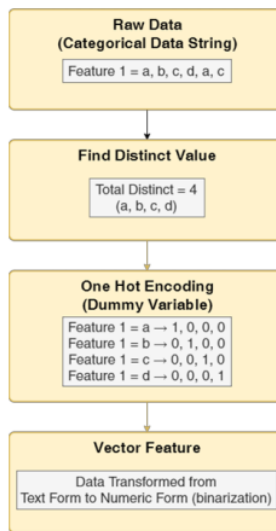 Raw Data
(Categorical Data String)
Feature 1 = a, b, c, d, a, c
Find Distinct Value
Total Distinct = 4
(a, b, c, d)
One Hot Encoding
(Dummy Variable)
Feature 1 = a → 1, 0, 0, 0
Feature 1 = b → 0, 1, 0, 0
Feature 1 = c → 0, 0, 1, 0
Feature 1 = d → 0, 0, 0, 1
Vector Feature
Data Transformed from
Text Form to Numeric Form (binarization)